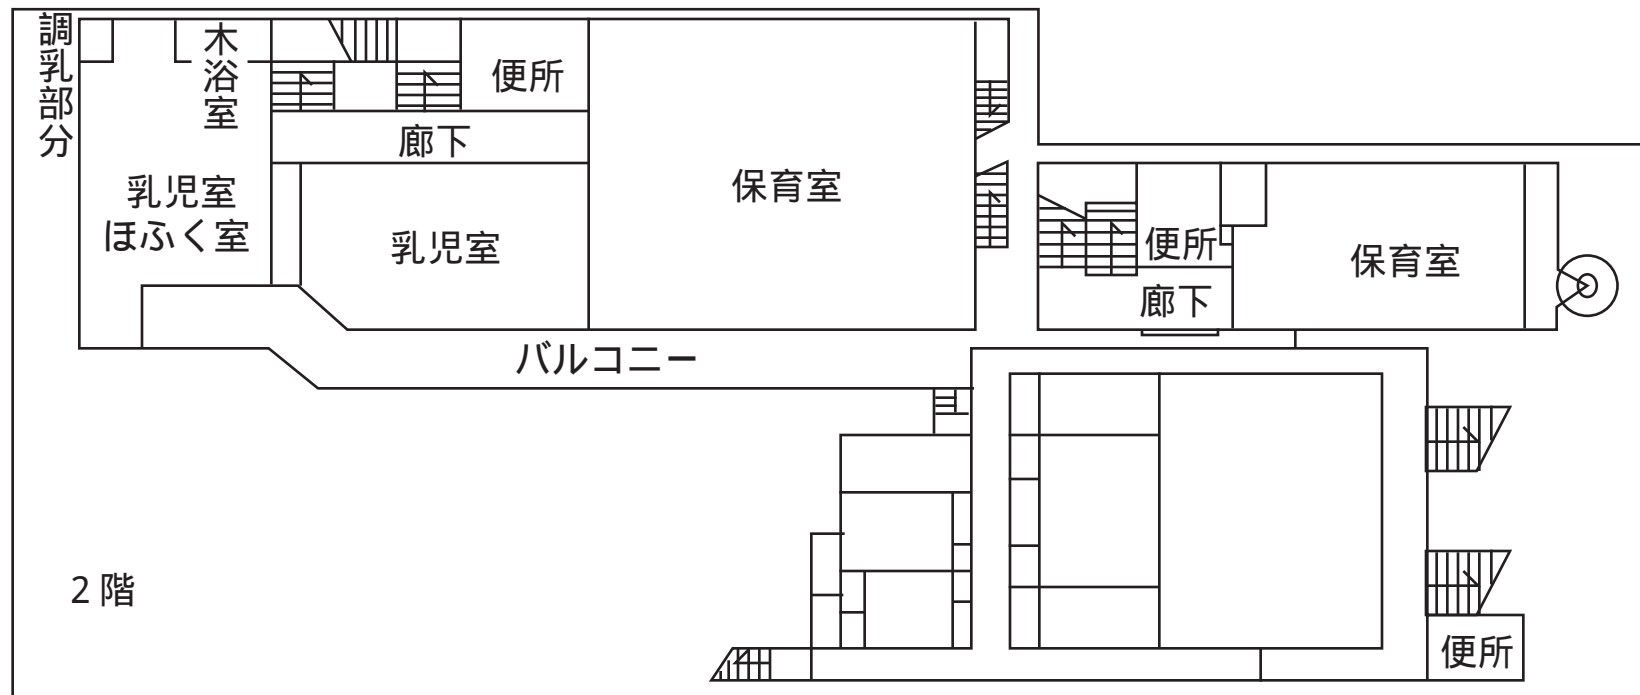 調乳部分
木浴室
便所
廊下
乳児室
ほふく室
乳児室
保育室
便所
廊下
保育室
バルコニー
2階
便所